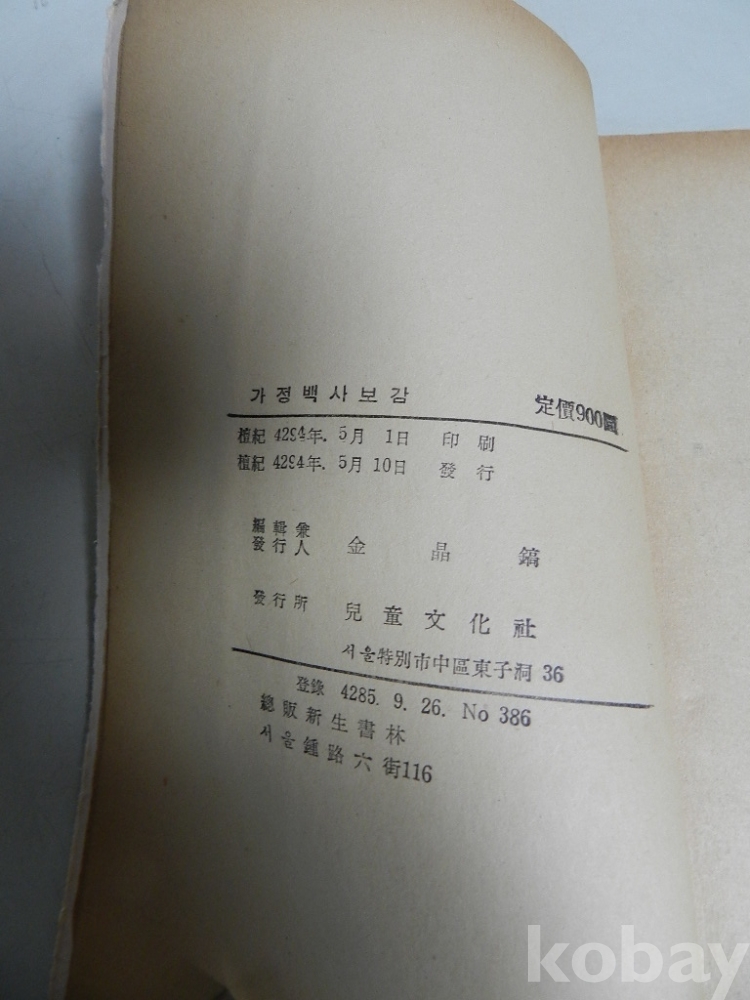 가정백사보감 定價900圜
檀紀 4294年. 5月 1日 印刷
檀紀 4294年. 5月 10日 發行
編輯兼
發行人 金晶鎬
發行所 兒童文化社
서울特別市中區東子洞 36
登錄 4285. 9. 26. No 386
總販新生書林
서울鍾路六街116
kobay